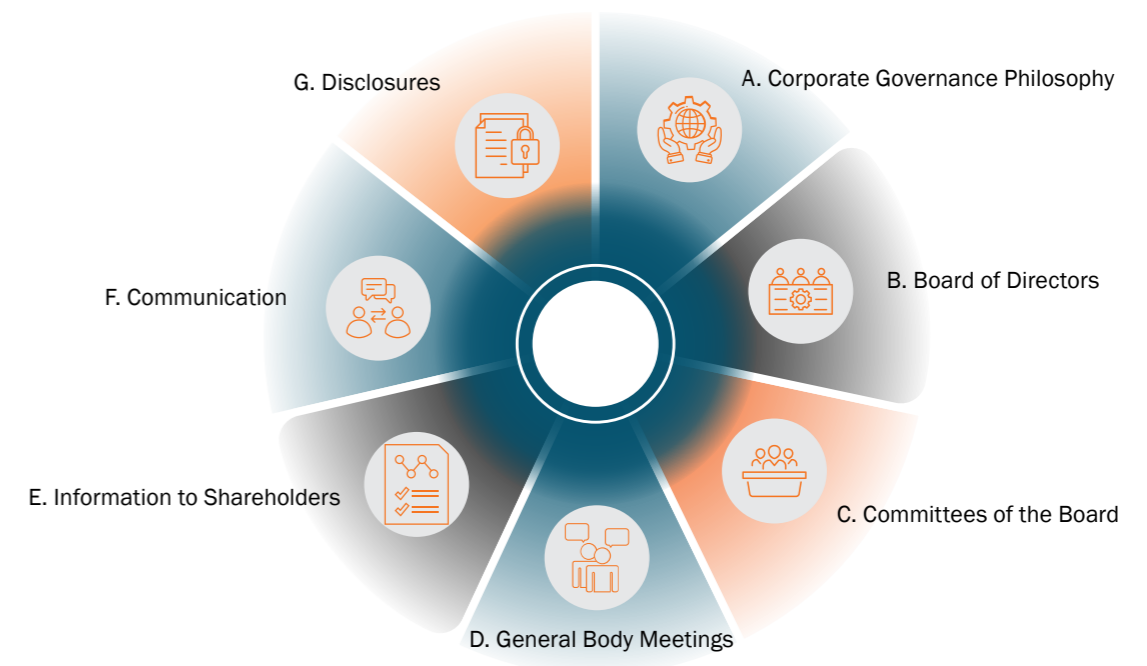 A. Corporate Governance Philosophy
B. Board of Directors
C. Committees of the Board
D. General Body Meetings
E. Information to Shareholders
F. Communication
G. Disclosures